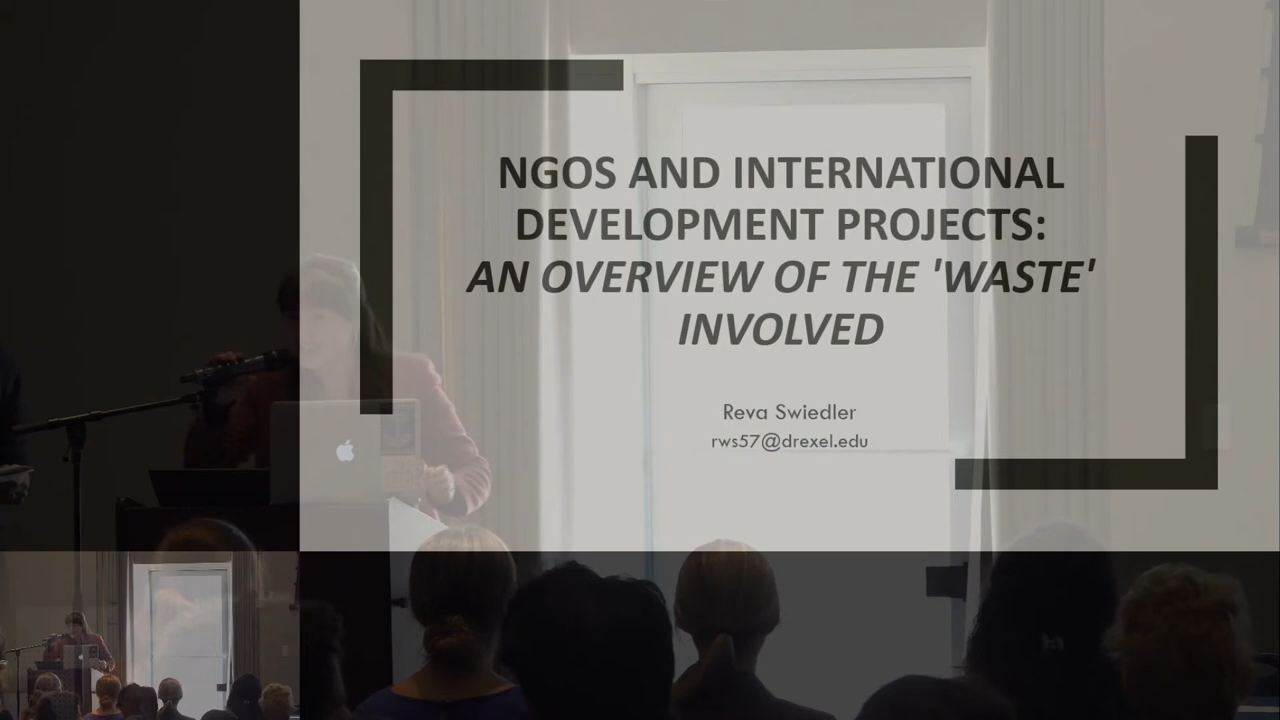 NGOS AND INTERNATIONAL
DEVELOPMENT PROJECTS:
AN OVERVIEW OF THE 'WASTE'
INVOLVED
Reva Swiedler
rws57@drexel.edu